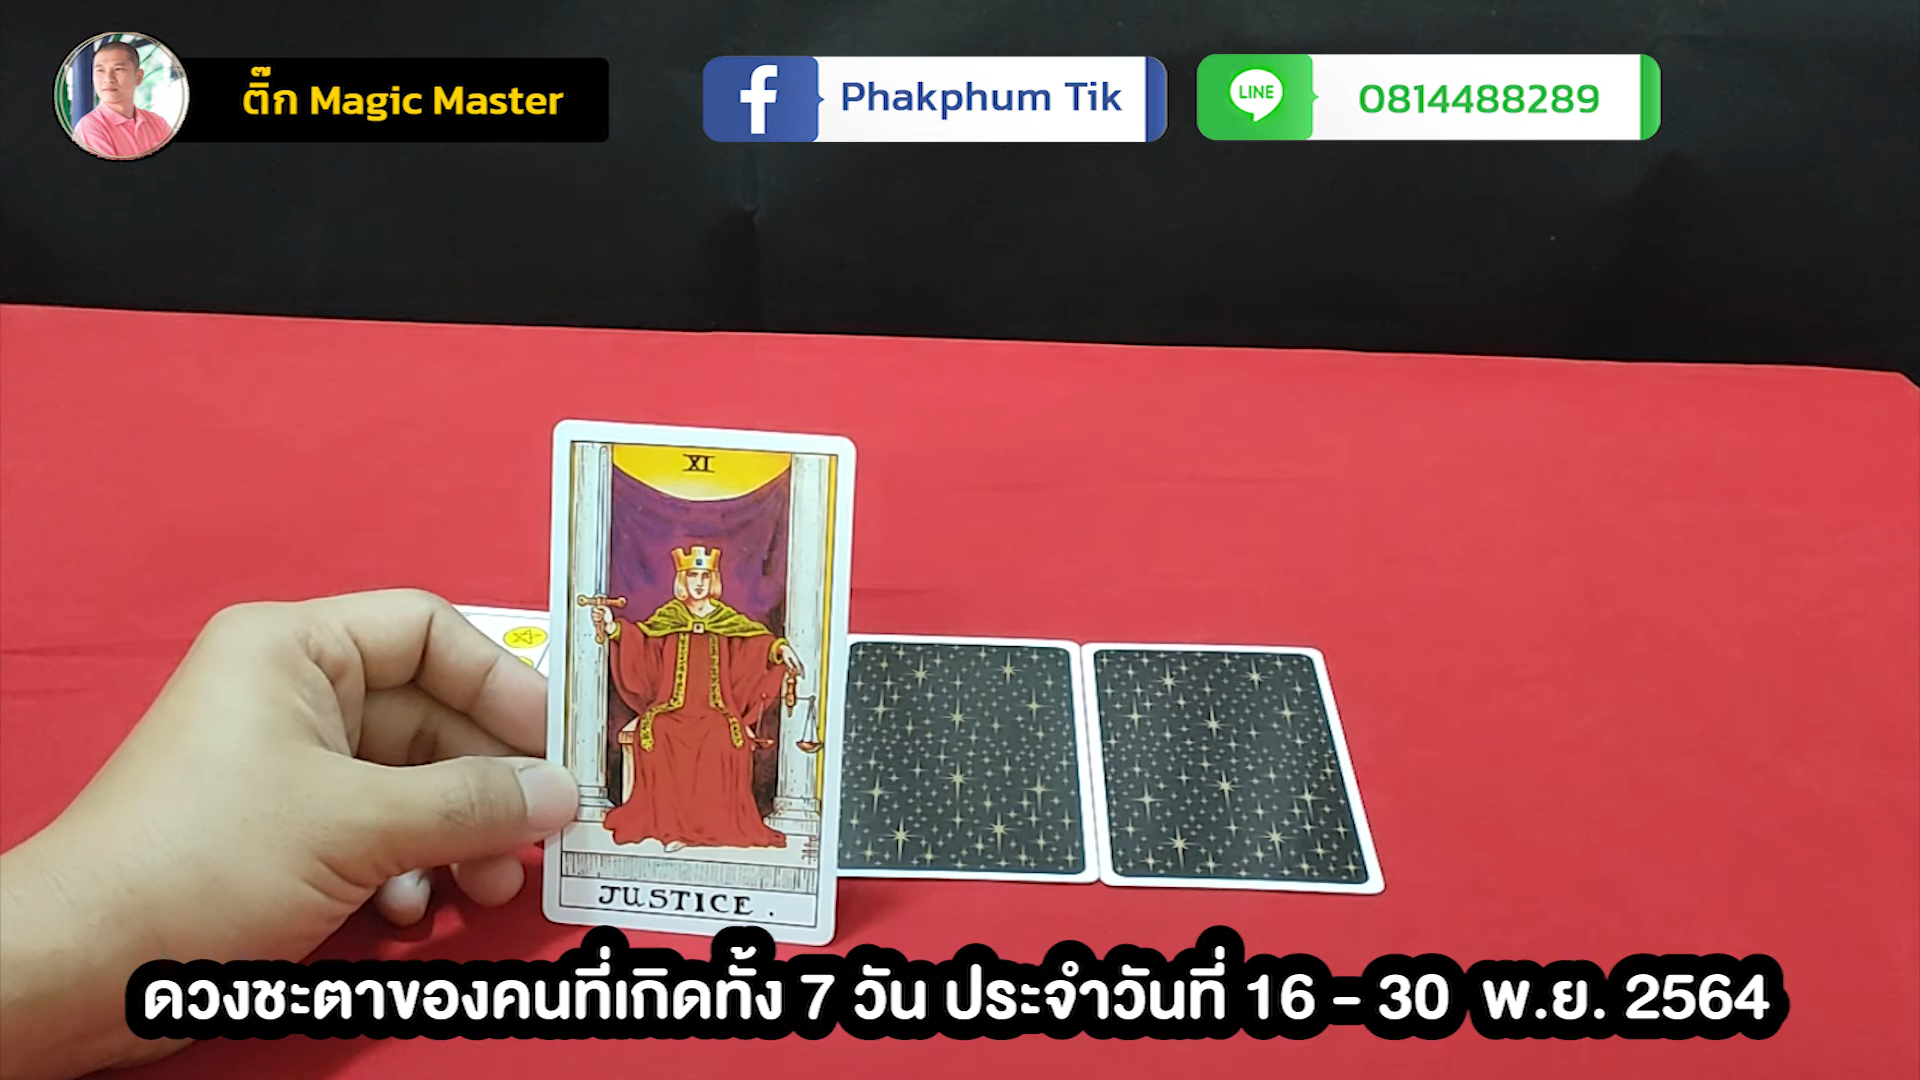 ติ๊ก Magic Master
f Phakphum Tik
LINE 0814488289
XI
JUSTICE.
ดวงชะตาของคนที่เกิดทั้ง 7 วัน ประจำวันที่ 16 - 30 พ.ย. 2564